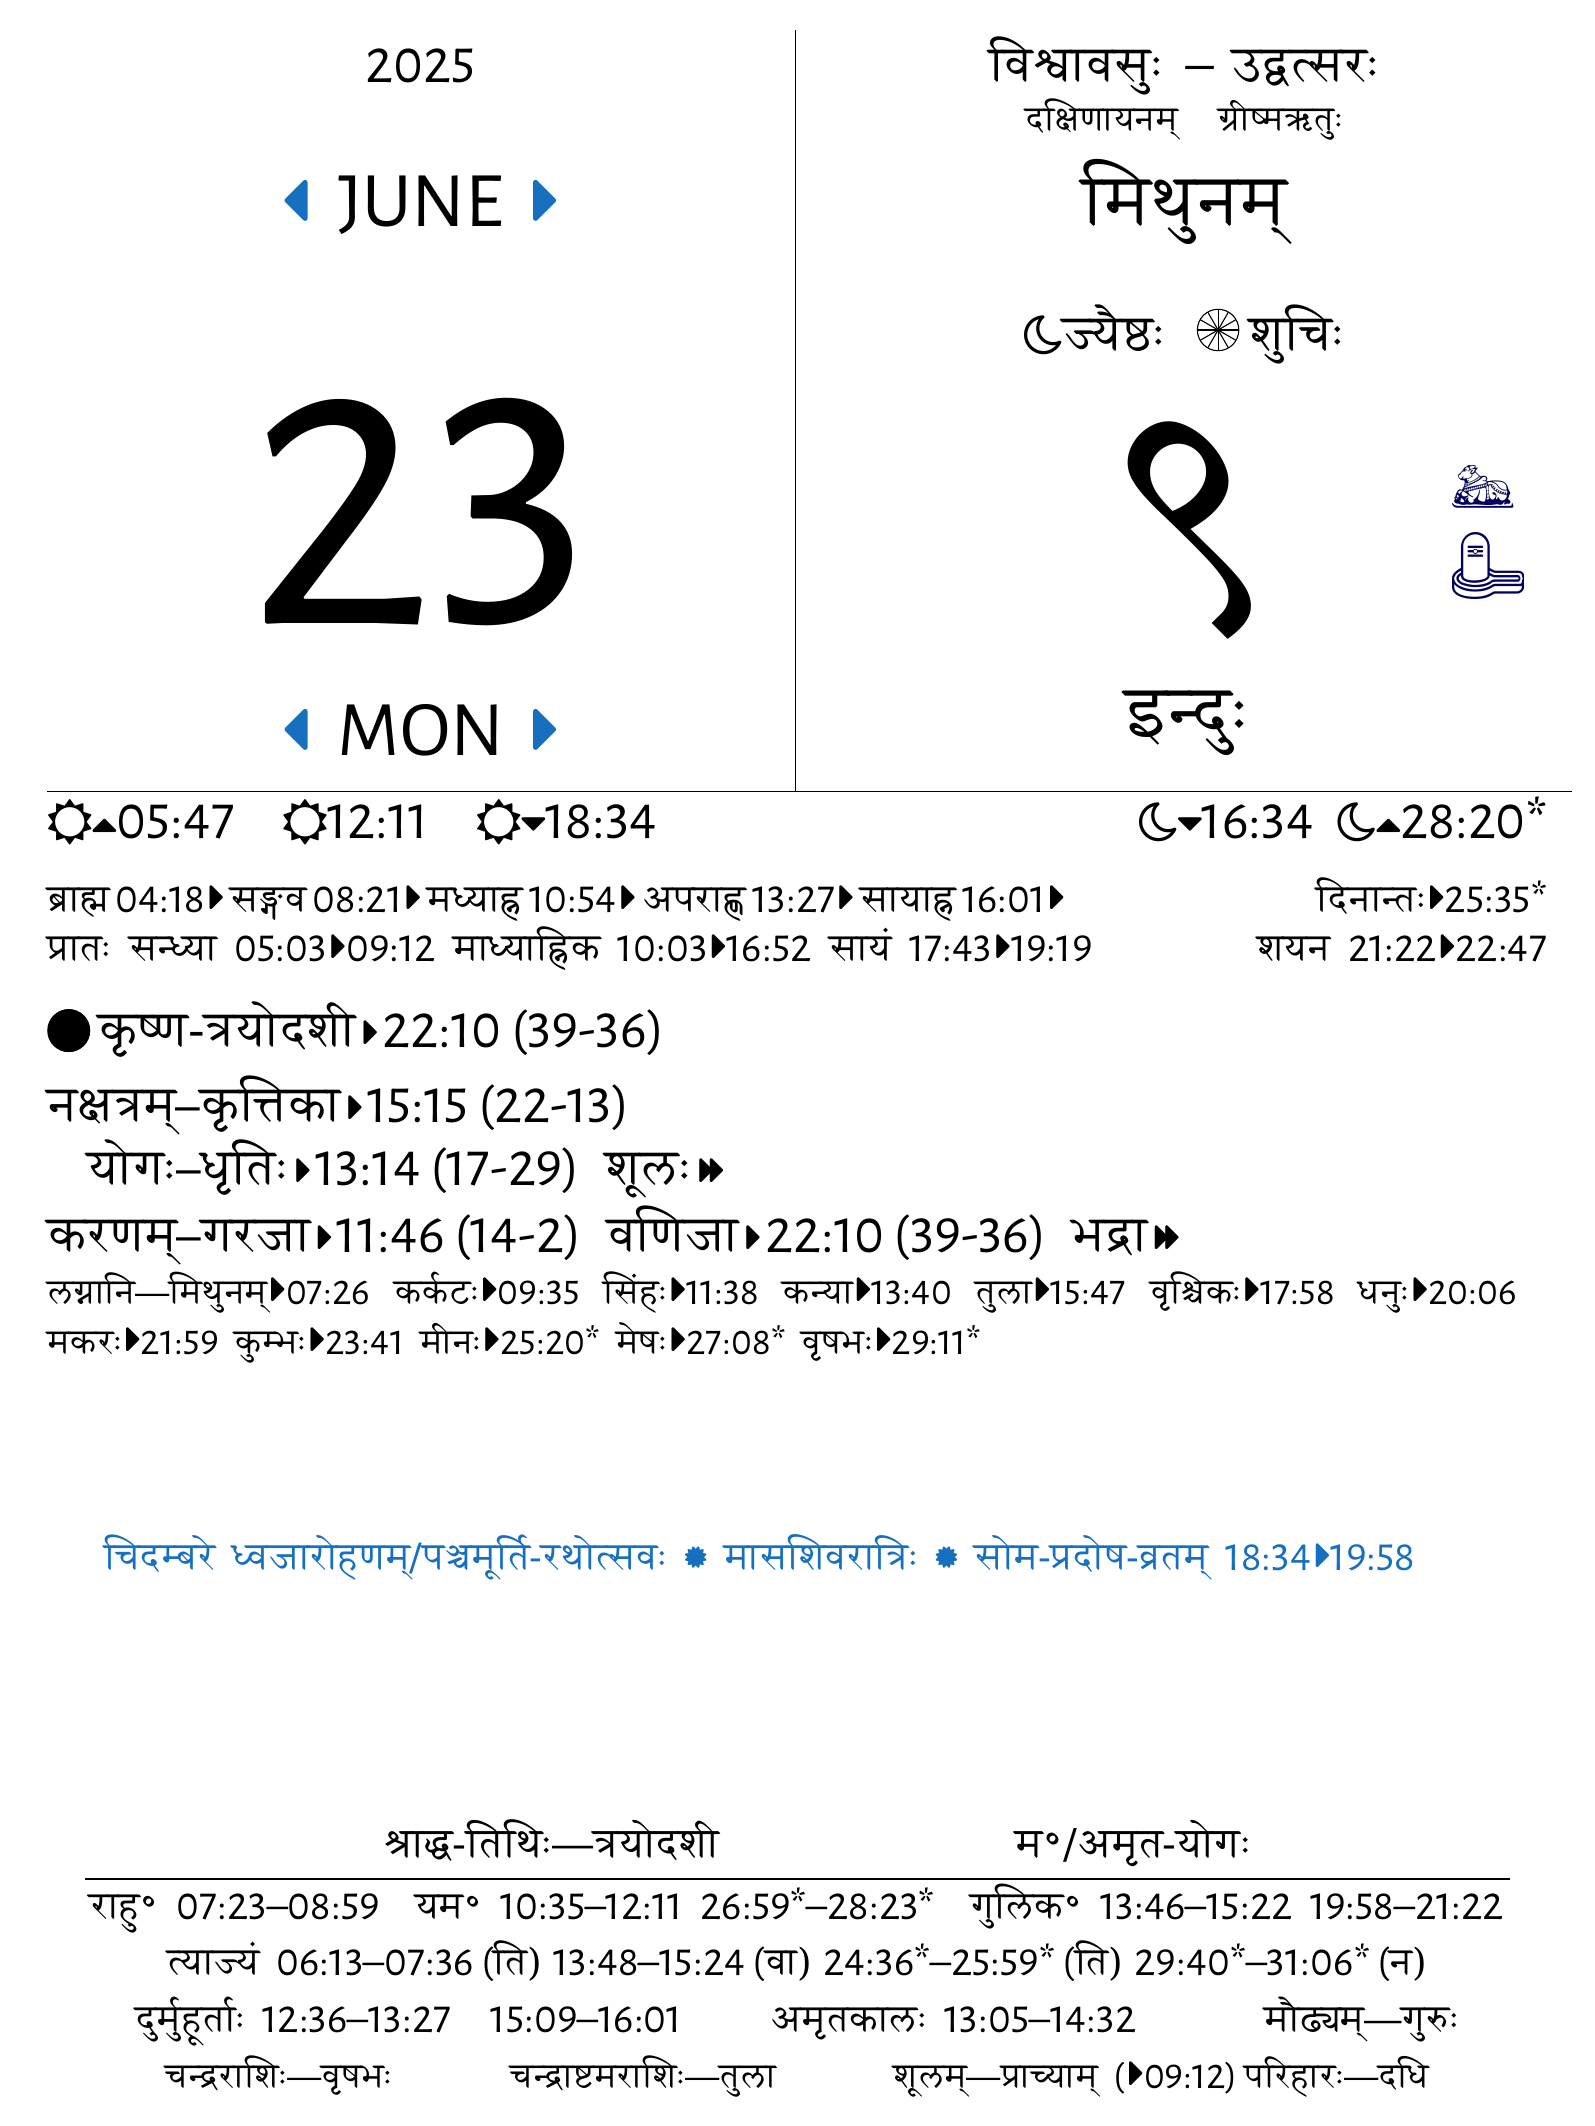 2025
JUNE
23
MON
विश्वावसुः – उद्वत्सरः
दक्षिणायनम् ग्रीष्मऋतुः
मिथुनम्
ज्यैष्ठः शुचिः
९
इन्दुः
05:47 12:11 18:34 16:34 28:20*
ब्राह्म 04:18 सङ्गव 08:21 मध्याह्न 10:54 अपराह्ण 13:27 सायाह्न 16:01 दिनान्तः 25:35*
प्रातः सन्ध्या 05:03 09:12 माध्याह्निक 10:03 16:52 सायं 17:43 19:19 शयन 21:22 22:47
कृष्ण-त्रयोदशी 22:10 (39-36)
नक्षत्रम्–कृत्तिका 15:15 (22-13)
योगः–धृतिः 13:14 (17-29) शूलः
करणम्–गरजा 11:46 (14-2) वणिजा 22:10 (39-36) भद्रा
लग्नानि—मिथुनम् 07:26 कर्कटः 09:35 सिंहः 11:38 कन्या 13:40 तुला 15:47 वृश्चिकः 17:58 धनुः 20:06
मकरः 21:59 कुम्भः 23:41 मीनः 25:20* मेषः 27:08* वृषभः 29:11*
चिदम्बरे ध्वजारोहणम्/पञ्चमूर्ति-रथोत्सवः ✹ मासशिवरात्रिः ✹ सोम-प्रदोष-व्रतम् 18:34 19:58
श्राद्ध-तिथिः—त्रयोदशी म°/अमृत-योगः
राहु° 07:23–08:59 यम° 10:35–12:11 26:59*–28:23* गुलिक° 13:46–15:22 19:58–21:22
त्याज्यं 06:13–07:36 (ति) 13:48–15:24 (वा) 24:36*–25:59* (ति) 29:40*–31:06* (न)
दुर्मुहूर्ताः 12:36–13:27 15:09–16:01 अमृतकालः 13:05–14:32 मौढ्यम्—गुरुः
चन्द्रराशिः—वृषभः चन्द्राष्टमराशिः—तुला शूलम्—प्राच्याम् (09:12) परिहारः—दधि